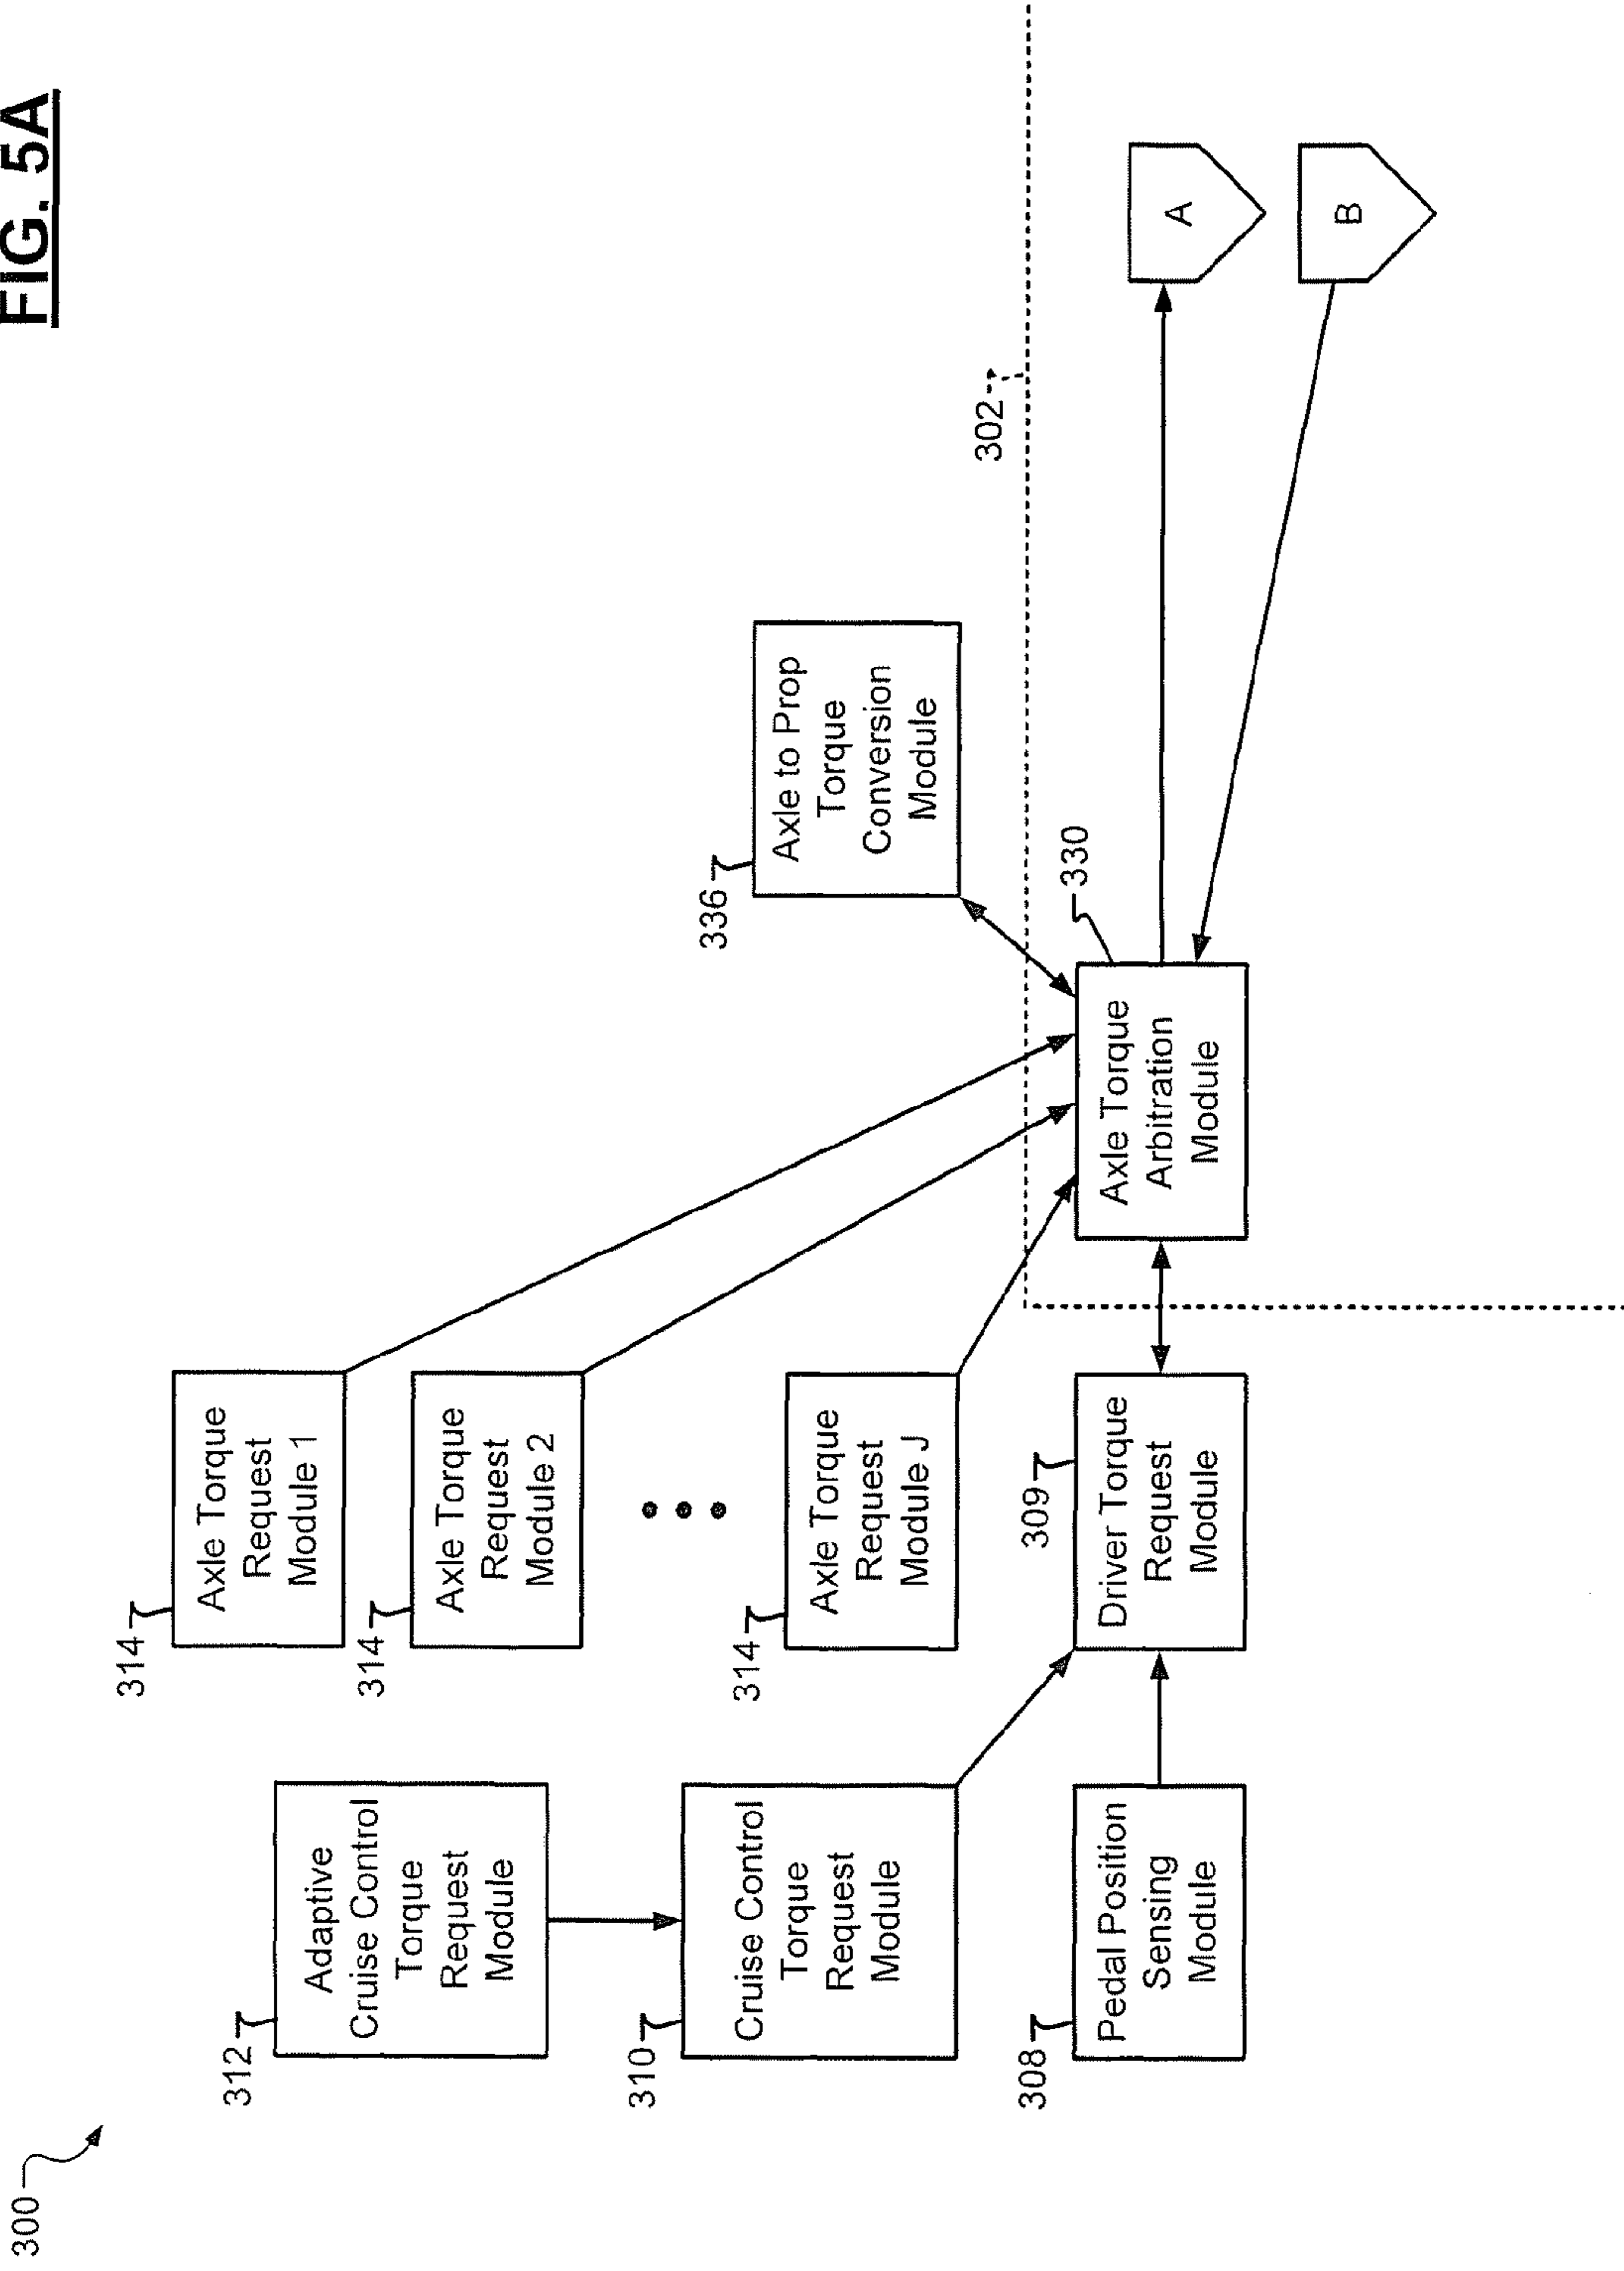 FIG. 5A
300
312
Adaptive
Cruise Control
Torque
Request
Module
314
Axle Torque
Request
Module 1
314
Axle Torque
Request
Module 2
314
Axle Torque
Request
Module J
310
Cruise Control
Torque
Request
Module
336
Axle to Prop
Torque
Conversion
Module
302
308
Pedal Position
Sensing
Module
309
Driver Torque
Request
Module
330
Axle Torque
Arbitration
Module
A
B